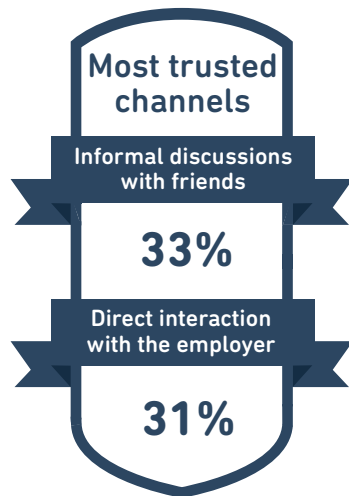 Most trusted
channels
Informal discussions
with friends
33%
Direct interaction
with the employer
31%